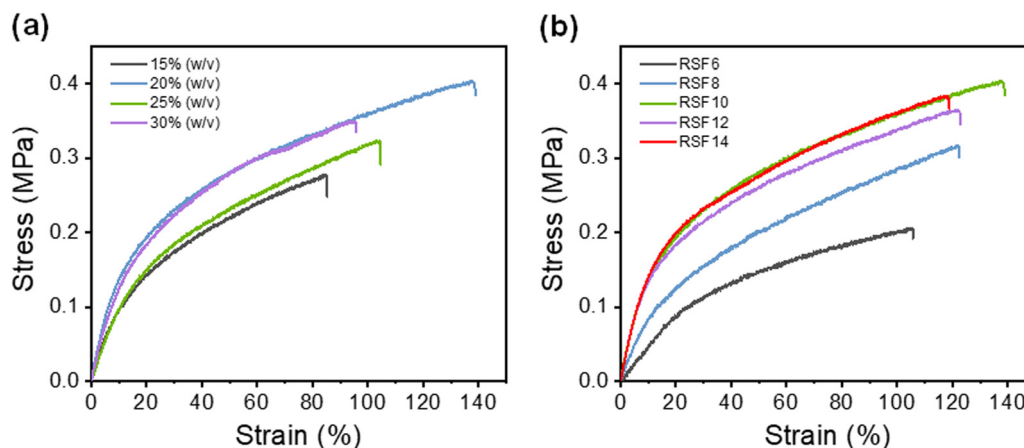 (a)
15% (w/v)
20% (w/v)
25% (w/v)
30% (w/v)
Stress (MPa)
0.4
0.3
0.2
0.1
0.0
0 20 40 60 80 100 120 140
Strain (%)
(b)
RSF6
RSF8
RSF10
RSF12
RSF14
Stress (MPa)
0.4
0.3
0.2
0.1
0.0
0 20 40 60 80 100 120 140
Strain (%)